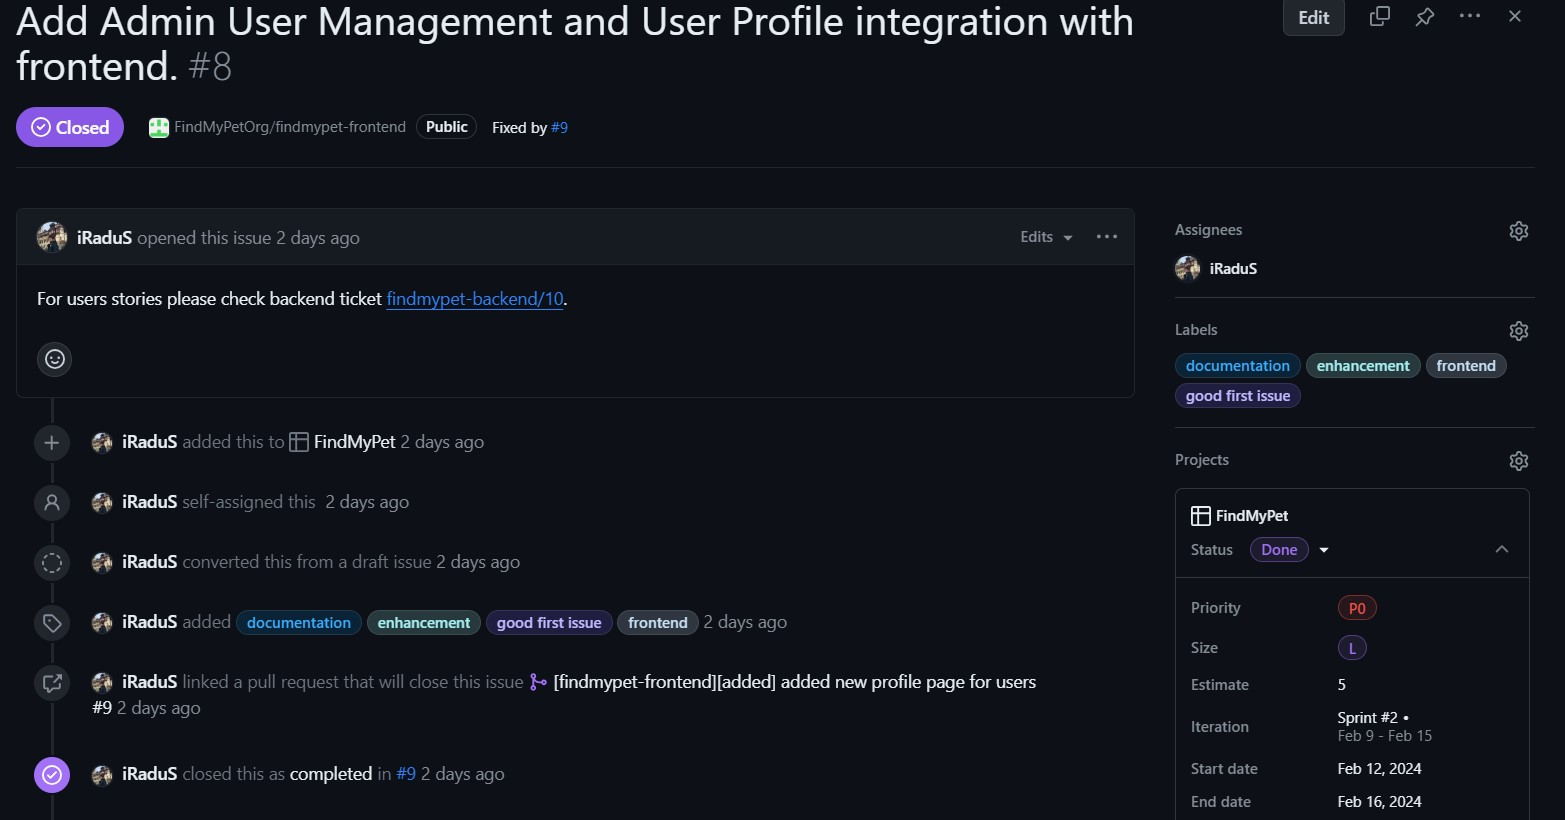 Add Admin User Management and User Profile integration with
frontend. #8
Edit
Closed
FindMyPetOrg/findmypet-frontend
Public
Fixed by #9
iRaduS opened this issue 2 days ago
Edits
For users stories please check backend ticket findmypet-backend/10.
iRaduS added this to FindMyPet 2 days ago
iRaduS self-assigned this 2 days ago
iRaduS converted this from a draft issue 2 days ago
iRaduS added documentation enhancement good first issue frontend 2 days ago
iRaduS linked a pull request that will close this issue [findmypet-frontend][added] added new profile page for users
#9 2 days ago
iRaduS closed this as completed in #9 2 days ago
Assignees
iRaduS
Labels
documentation enhancement frontend
good first issue
Projects
FindMyPet
Status Done
Priority P0
Size L
Estimate 5
Iteration Sprint #2 •
Feb 9 - Feb 15
Start date Feb 12, 2024
End date Feb 16, 2024